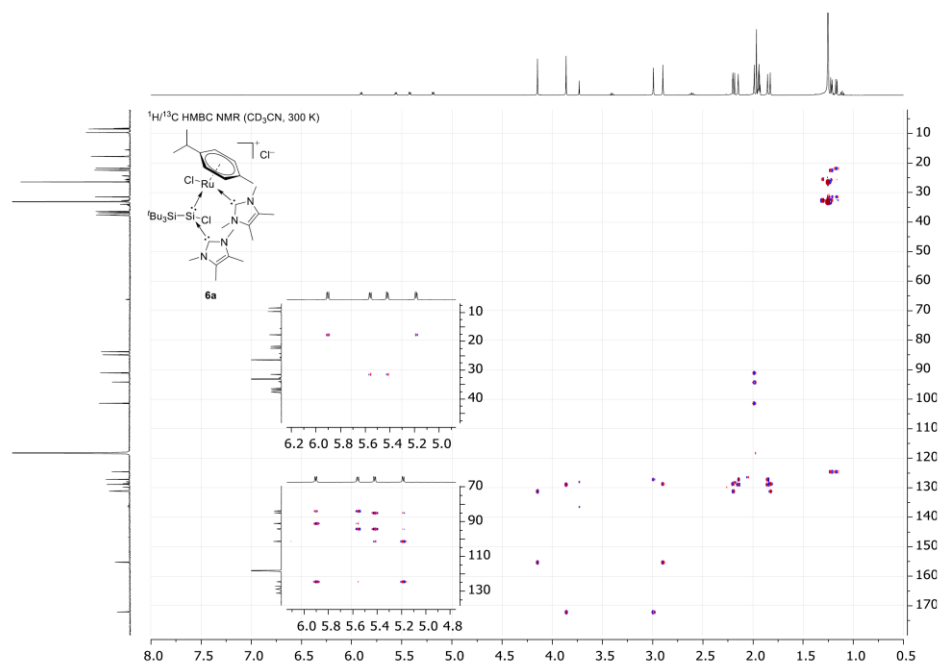 ¹H/¹³C HMBC NMR (CD₃CN, 300 K)
]⁺ Cl⁻
Cl Ru N
ᵗBu₃Si Si Cl N
N N
6a
10
20
30
40
50
60
70
80
90
100
110
120
130
140
150
160
170
10
20
30
40
6.2 6.0 5.8 5.6 5.4 5.2 5.0
70
90
110
130
6.0 5.8 5.6 5.4 5.2 5.0 4.8
8.0 7.5 7.0 6.5 6.0 5.5 5.0 4.5 4.0 3.5 3.0 2.5 2.0 1.5 1.0 0.5